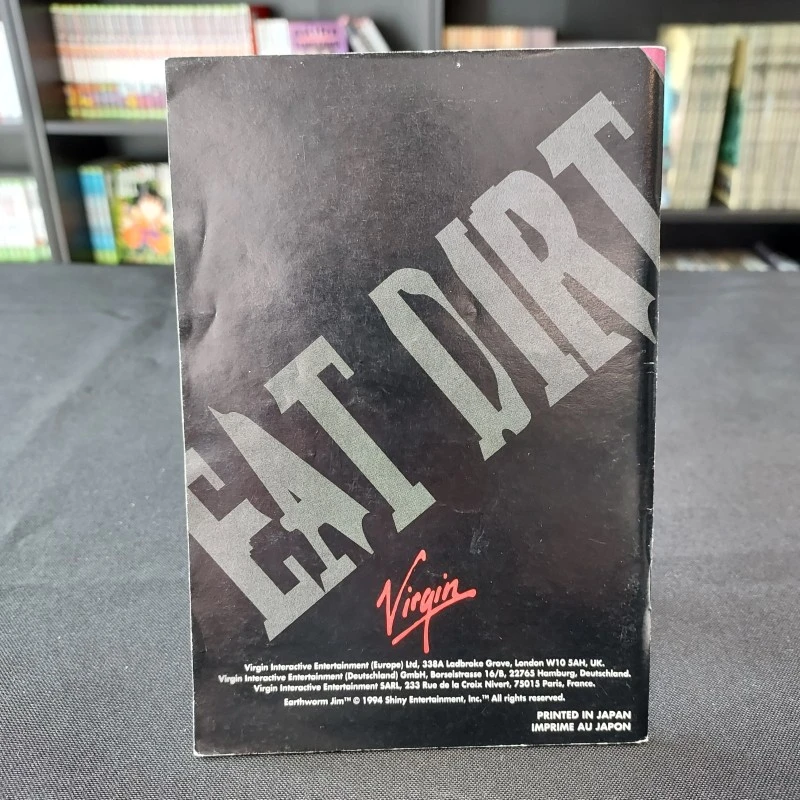 EAT DIRT
Virgin
Virgin Interactive Entertainment (Europe) Ltd, 338A Ladbroke Grove, London W10 5AH, UK.
Virgin Interactive Entertainment (Deutschland) GmbH, Borselstrasse 16/B, 22765 Hamburg, Deutschland.
Virgin Interactive Entertainment SARL, 233 Rue de la Croix Nivert, 75015 Paris, France.
Earthworm Jim™ © 1994 Shiny Entertainment, Inc.™ All rights reserved.
PRINTED IN JAPAN
IMPRIME AU JAPON